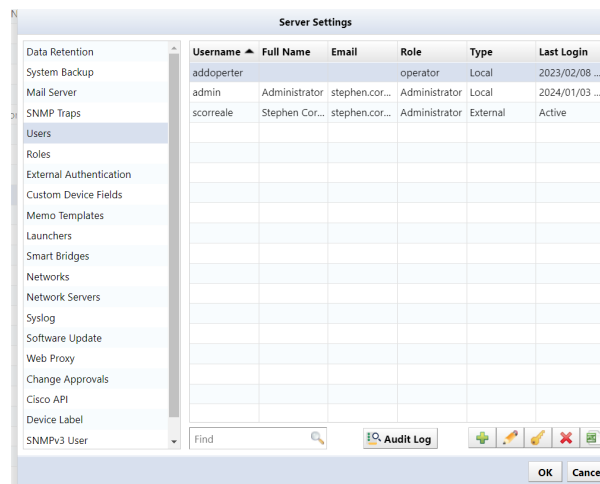 Server Settings
Data Retention
System Backup
Mail Server
SNMP Traps
Users
Roles
External Authentication
Custom Device Fields
Memo Templates
Launchers
Smart Bridges
Networks
Network Servers
Syslog
Software Update
Web Proxy
Change Approvals
Cisco API
Device Label
SNMPv3 User
Username Full Name Email Role Type Last Login
addoperter operator Local 2023/02/08 ...
admin Administrator stephen.cor... Administrator Local 2024/01/03 ...
scorreale Stephen Cor... stephen.cor... Administrator External Active
Find Audit Log
OK Cance